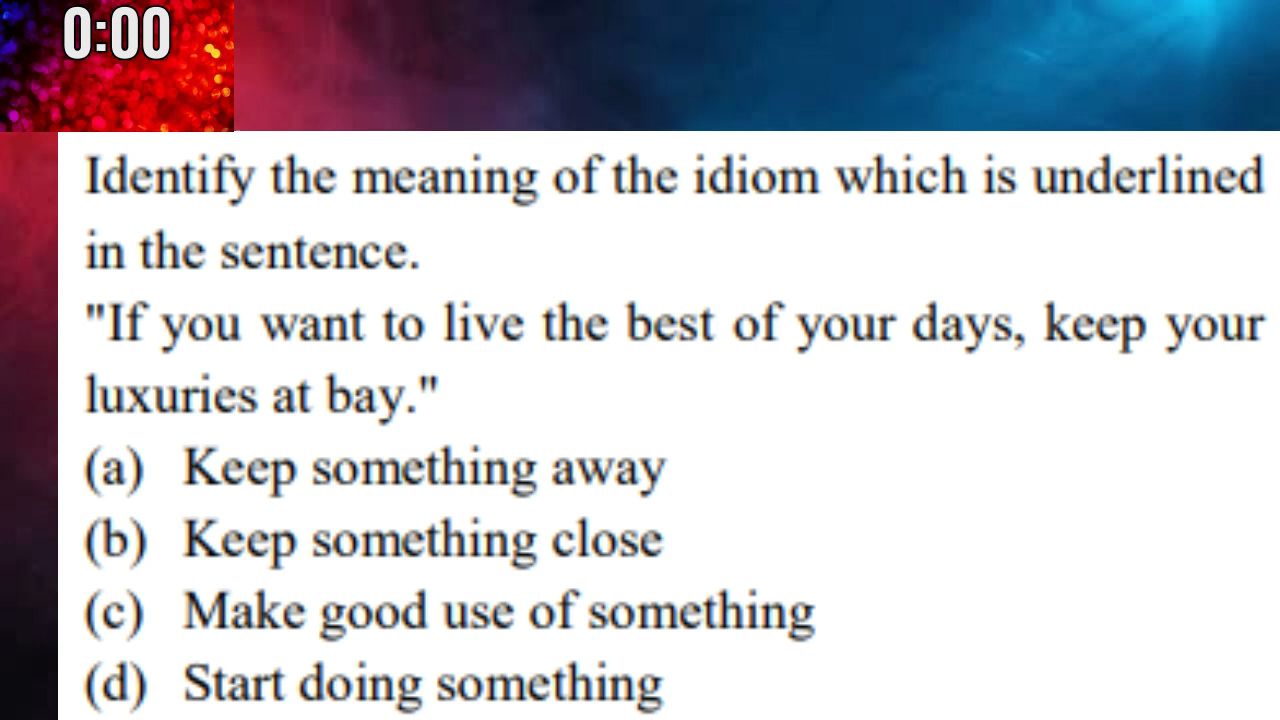 0:00
Identify the meaning of the idiom which is underlined
in the sentence.
"If you want to live the best of your days, keep your
luxuries at bay."
(a) Keep something away
(b) Keep something close
(c) Make good use of something
(d) Start doing something